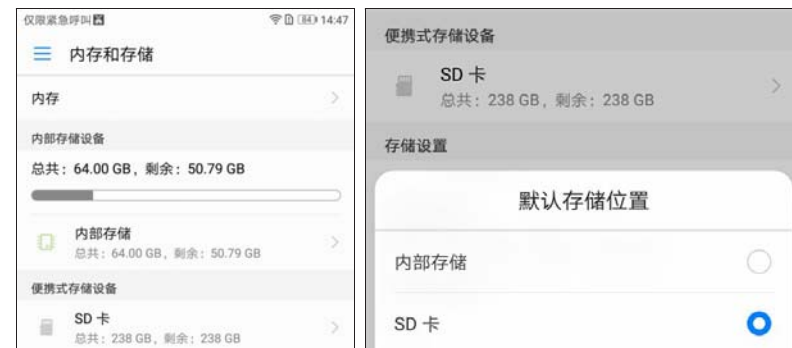 仅限紧急呼叫
84 14:47
内存和存储
内存
内部存储设备
总共：64.00 GB，剩余：50.79 GB
内部存储
总共：64.00 GB，剩余：50.79 GB
便携式存储设备
SD 卡
总共：238 GB，剩余：238 GB
便携式存储设备
SD 卡
总共：238 GB，剩余：238 GB
存储设置
默认存储位置
内部存储
SD 卡